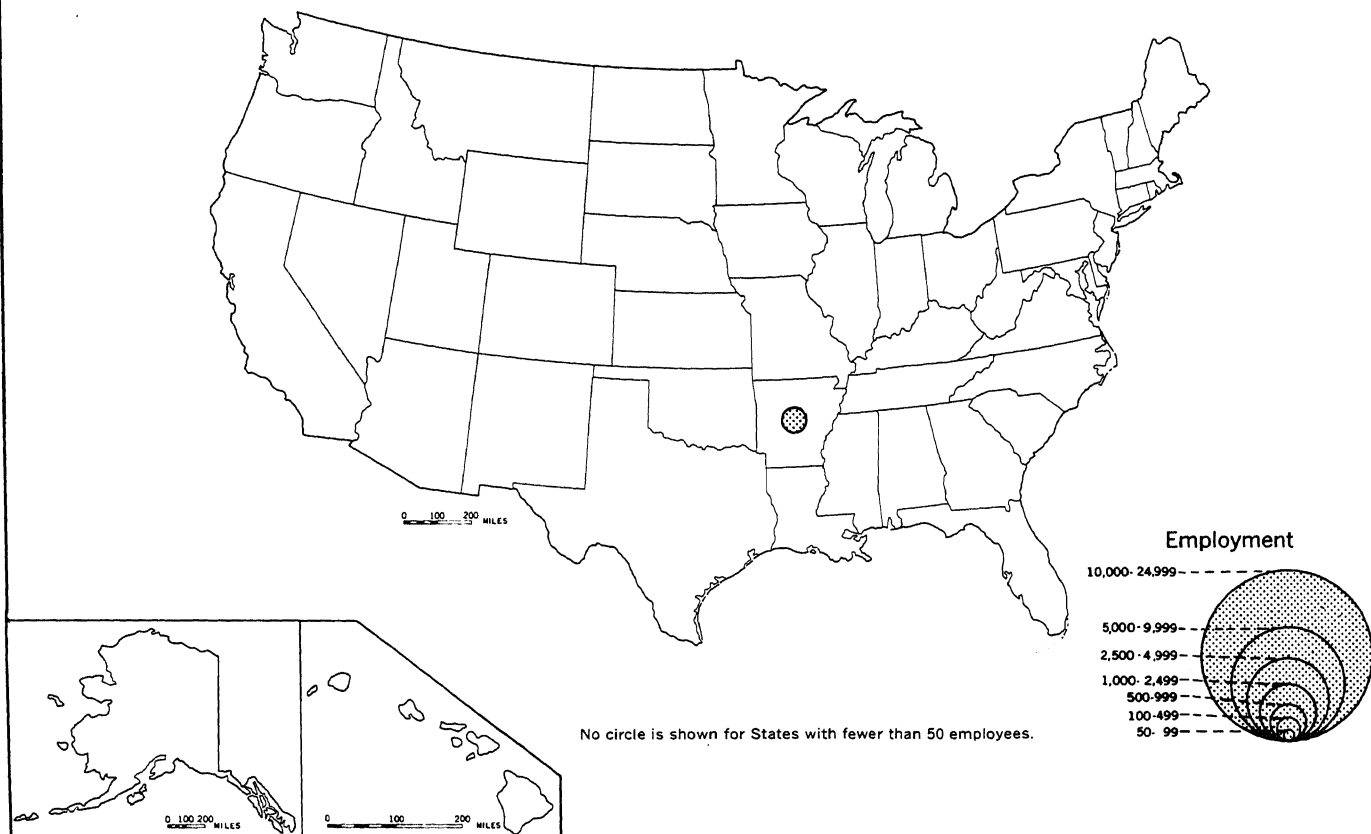 0 100 200 MILES
Employment
10,000-24,999
5,000-9,999
2,500-4,999
1,000-2,499
500-999
100-499
50-99
No circle is shown for States with fewer than 50 employees.
0 100 200 MILES
0 100 200 MILES